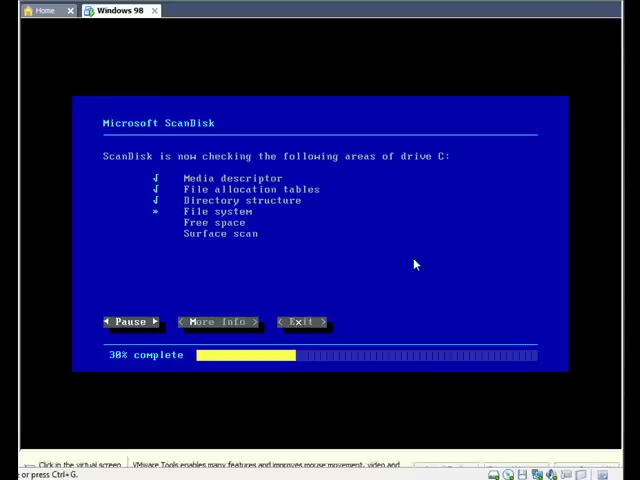 Home
Windows 98
Microsoft ScanDisk
ScanDisk is now checking the following areas of drive C:
√ Media descriptor
√ File allocation tables
√ Directory structure
» File system
Free space
Surface scan
◄ Pause ► < More Info > < Exit >
30% complete
Click in the virtual screen
VMware Tools enables many features and improves mouse movement, video and
or press Ctrl+G.